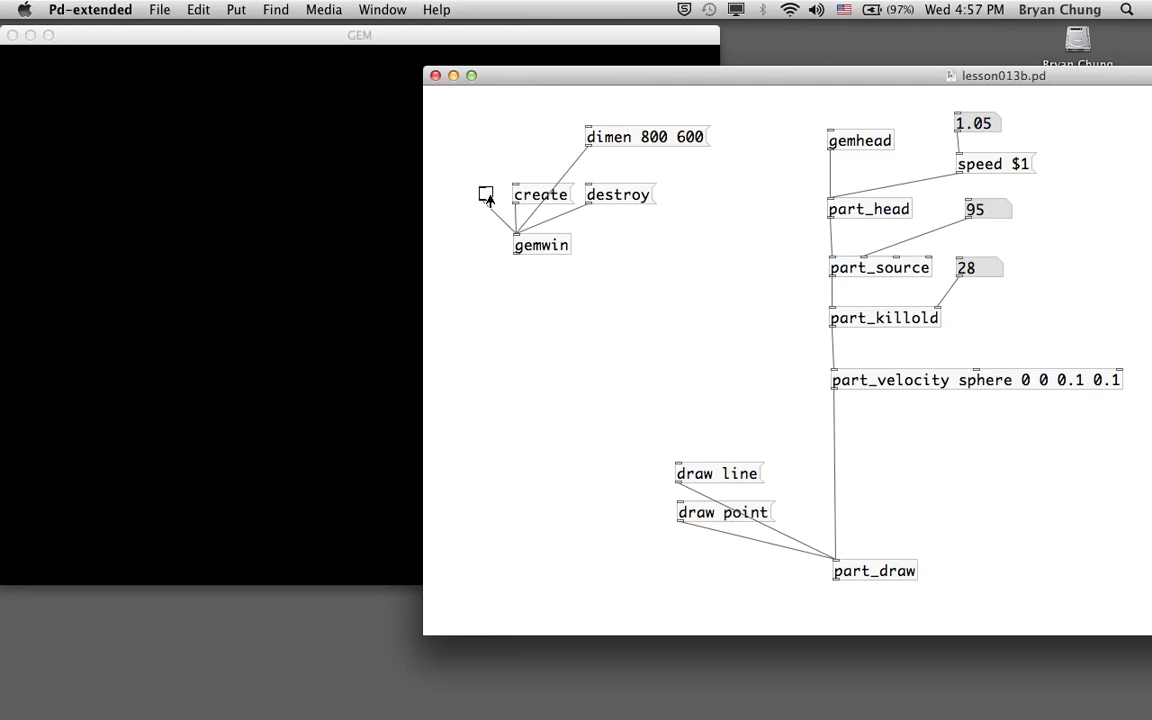 Pd-extended File Edit Put Find Media Window Help (97%) Wed 4:57 PM Bryan Chung
GEM
Bryan Chung
lesson013b.pd
dimen 800 600
1.05
gemhead
speed $1
create destroy
part_head 95
gemwin
part_source 28
part_killold
part_velocity sphere 0 0 0.1 0.1
draw line
draw point
part_draw